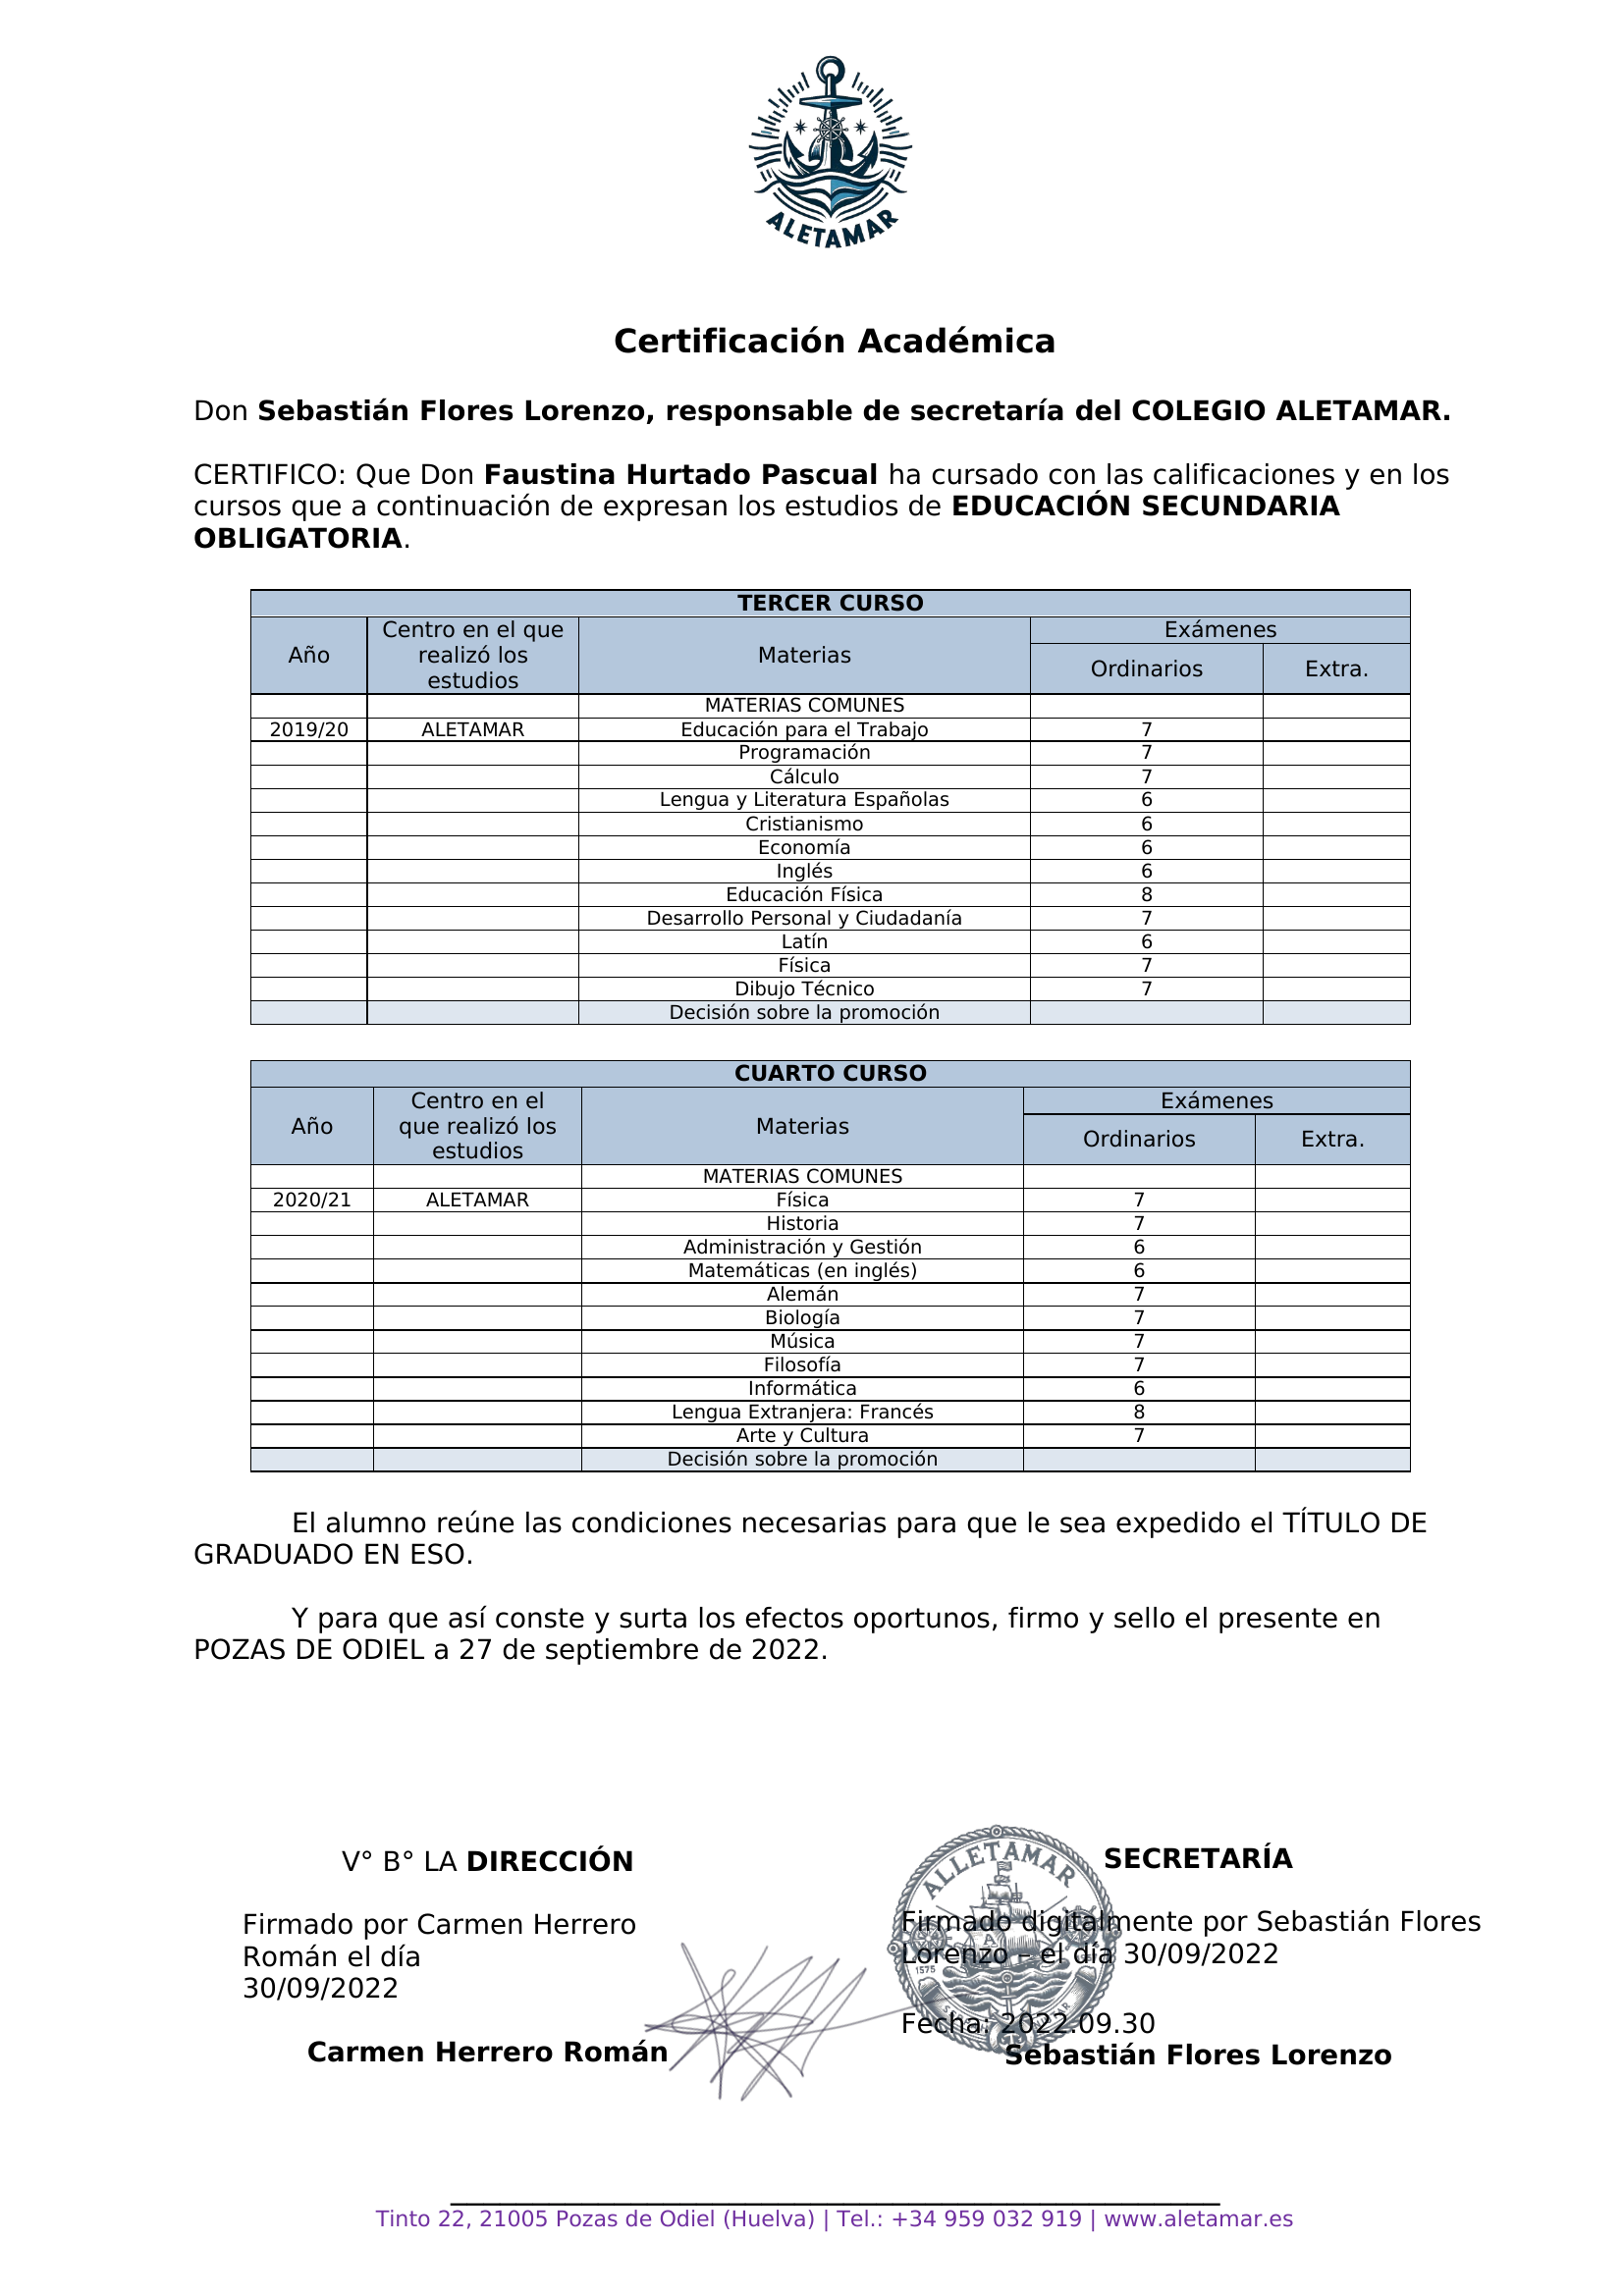 ALETAMAR
Certificación Académica
Don Sebastián Flores Lorenzo, responsable de secretaría del COLEGIO ALETAMAR.
CERTIFICO: Que Don Faustina Hurtado Pascual ha cursado con las calificaciones y en los
cursos que a continuación de expresan los estudios de EDUCACIÓN SECUNDARIA
OBLIGATORIA.
TERCER CURSO
Año
Centro en el que
realizó los
estudios
Materias
Exámenes
Ordinarios
Extra.
MATERIAS COMUNES
2019/20 ALETAMAR Educación para el Trabajo 7
Programación 7
Cálculo 7
Lengua y Literatura Españolas 6
Cristianismo 6
Economía 6
Inglés 6
Educación Física 8
Desarrollo Personal y Ciudadanía 7
Latín 6
Física 7
Dibujo Técnico 7
Decisión sobre la promoción
CUARTO CURSO
Año
Centro en el
que realizó los
estudios
Materias
Exámenes
Ordinarios
Extra.
MATERIAS COMUNES
2020/21 ALETAMAR Física 7
Historia 7
Administración y Gestión 6
Matemáticas (en inglés) 6
Alemán 7
Biología 7
Música 7
Filosofía 7
Informática 6
Lengua Extranjera: Francés 8
Arte y Cultura 7
Decisión sobre la promoción
El alumno reúne las condiciones necesarias para que le sea expedido el TÍTULO DE
GRADUADO EN ESO.
Y para que así conste y surta los efectos oportunos, firmo y sello el presente en
POZAS DE ODIEL a 27 de septiembre de 2022.
V° B° LA DIRECCIÓN
Firmado por Carmen Herrero
Román el día
30/09/2022
Carmen Herrero Román
ALLETAMAR
1575
SECRETARÍA
Firmado digitalmente por Sebastián Flores
Lorenzo – el día 30/09/2022
Fecha: 2022.09.30
Sebastián Flores Lorenzo
Tinto 22, 21005 Pozas de Odiel (Huelva) | Tel.: +34 959 032 919 | www.aletamar.es